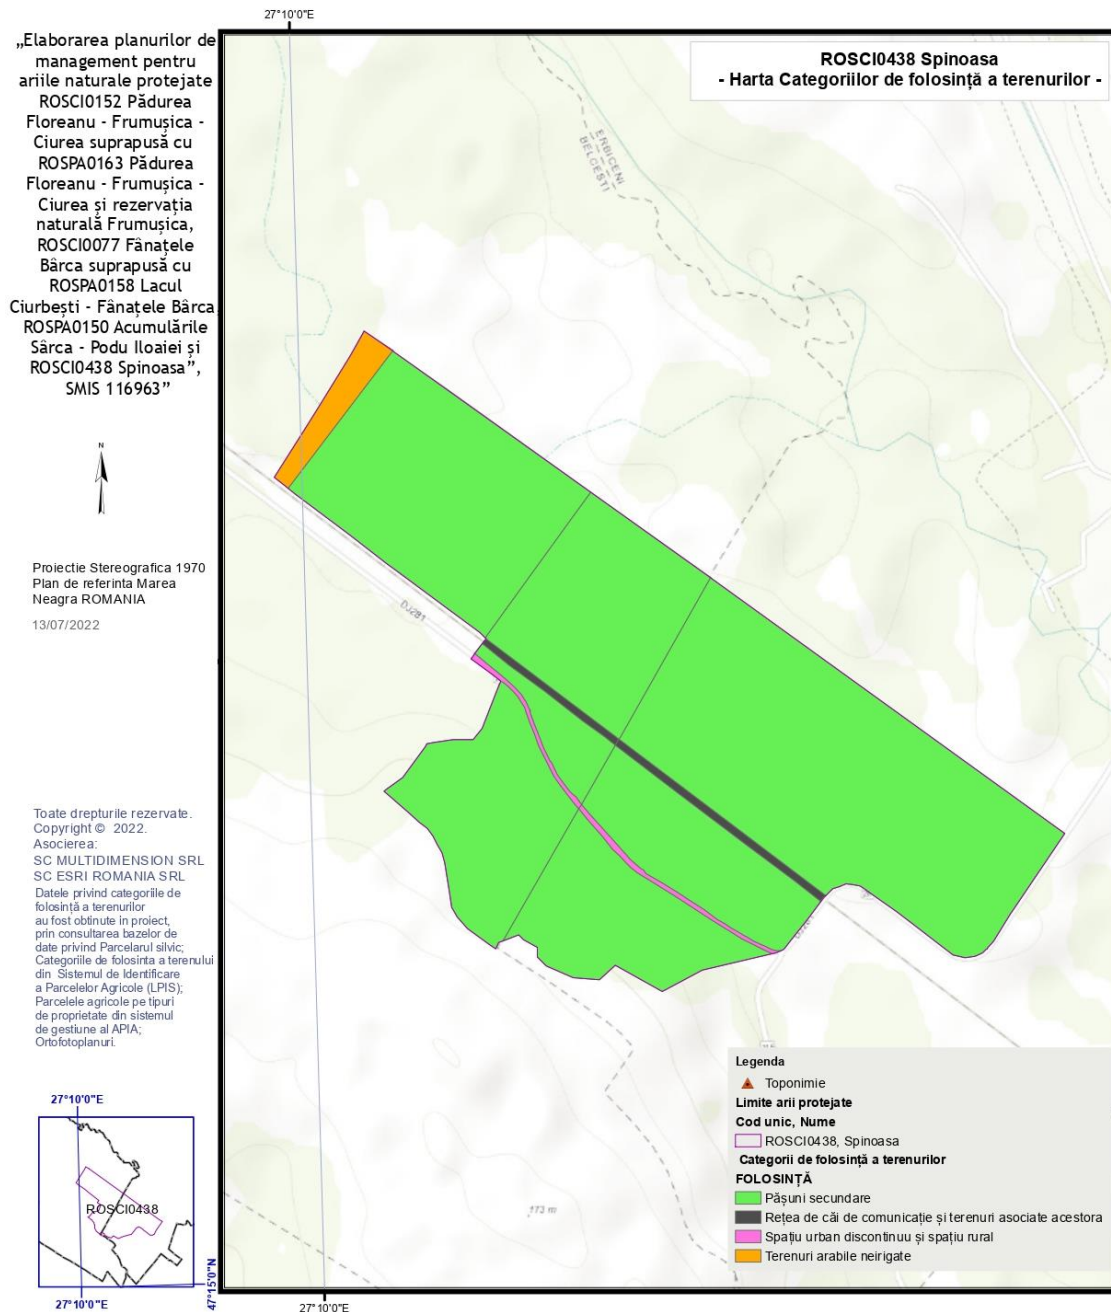 27°10'0"E
„Elaborarea planurilor de
management pentru
ariile naturale protejate
ROSCI0152 Pădurea
Floreanu - Frumușica -
Ciurea suprapusă cu
ROSPA0163 Pădurea
Floreanu - Frumușica -
Ciurea și rezervația
naturală Frumușica,
ROSCI0077 Fânațele
Bârca suprapusă cu
ROSPA0158 Lacul
Ciurbești - Fânațele Bârca,
ROSPA0150 Acumulările
Sârca - Podu Iloaiei și
ROSCI0438 Spinoasa”,
SMIS 116963”
N
Proiectie Stereografica 1970
Plan de referinta Marea
Neagra ROMANIA
13/07/2022
Toate drepturile rezervate.
Copyright © 2022.
Asocierea:
SC MULTIDIMENSION SRL
SC ESRI ROMANIA SRL
Datele privind categoriile de
folosință a terenurilor
au fost obtinute in proiect,
prin consultarea bazelor de
date privind Parcelarul silvic;
Categoriile de folosinta a terenului
din Sistemul de Identificare
a Parcelelor Agricole (LPIS);
Parcelele agricole pe tipuri
de proprietate din sistemul
de gestiune al APIA;
Ortofotoplanuri.
27°10'0"E
ROSCI0438
27°10'0"E
47°15'0"N
ROSCI0438 Spinoasa
- Harta Categoriilor de folosință a terenurilor -
ERBICENI
BELCEȘTI
DJ281
173 m
Legenda
Toponimie
Limite arii protejate
Cod unic, Nume
ROSCI0438, Spinoasa
Categorii de folosință a terenurilor
FOLOSINȚĂ
Pășuni secundare
Rețea de căi de comunicație și terenuri asociate acestora
Spațiu urban discontinuu și spațiu rural
Terenuri arabile neirigate
27°10'0"E